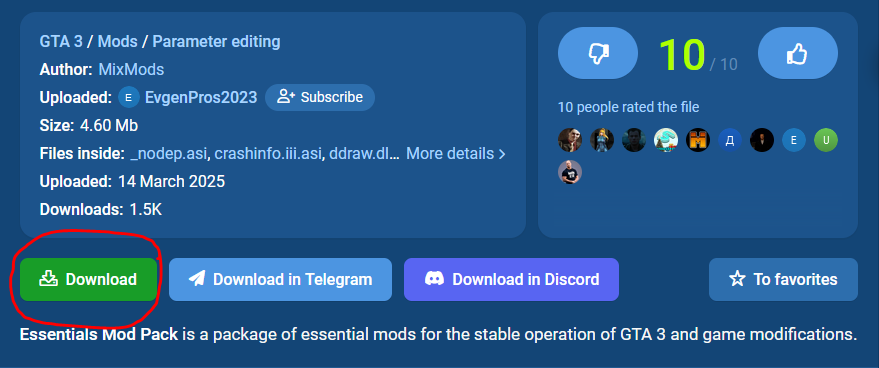 GTA 3 / Mods / Parameter editing
Author: MixMods
Uploaded: E EvgenPros2023 Subscribe
Size: 4.60 Mb
Files inside: _nodep.asi, crashinfo.iii.asi, ddraw.dl... More details >
Uploaded: 14 March 2025
Downloads: 1.5K
10 / 10
10 people rated the file
Д E U
Download Download in Telegram Download in Discord To favorites
Essentials Mod Pack is a package of essential mods for the stable operation of GTA 3 and game modifications.